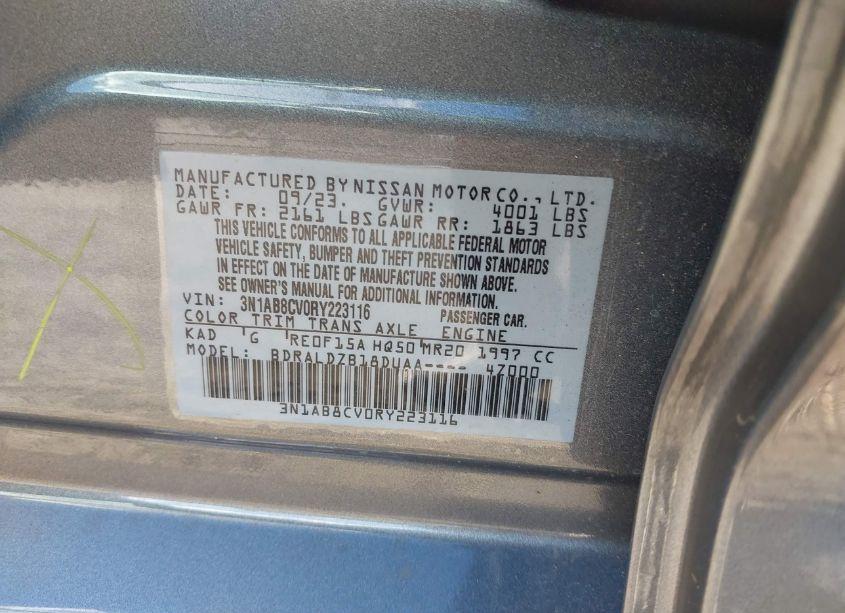 MANUFACTURED BY NISSAN MOTOR CO., LTD.
DATE: 09/23. GVWR: 4001 LBS
GAWR FR: 2161 LBS GAWR RR: 1863 LBS
THIS VEHICLE CONFORMS TO ALL APPLICABLE FEDERAL MOTOR
VEHICLE SAFETY, BUMPER AND THEFT PREVENTION STANDARDS
IN EFFECT ON THE DATE OF MANUFACTURE SHOWN ABOVE.
SEE OWNER'S MANUAL FOR ADDITIONAL INFORMATION.
VIN: 3N1AB8CV0RY223116 PASSENGER CAR.
COLOR TRIM TRANS AXLE ENGINE
KAD G RE0F15A HQ50 MR20 1997 CC
MODEL: BDRALDZB18DUAA---- 4Z000
3N1AB8CV0RY223116